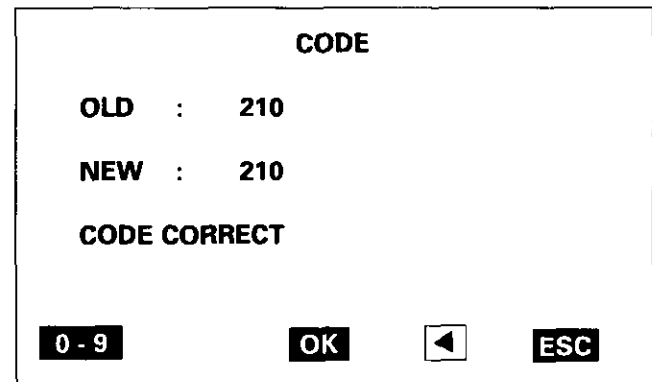 CODE
OLD : 210
NEW : 210
CODE CORRECT
0 - 9 OK ◀ ESC